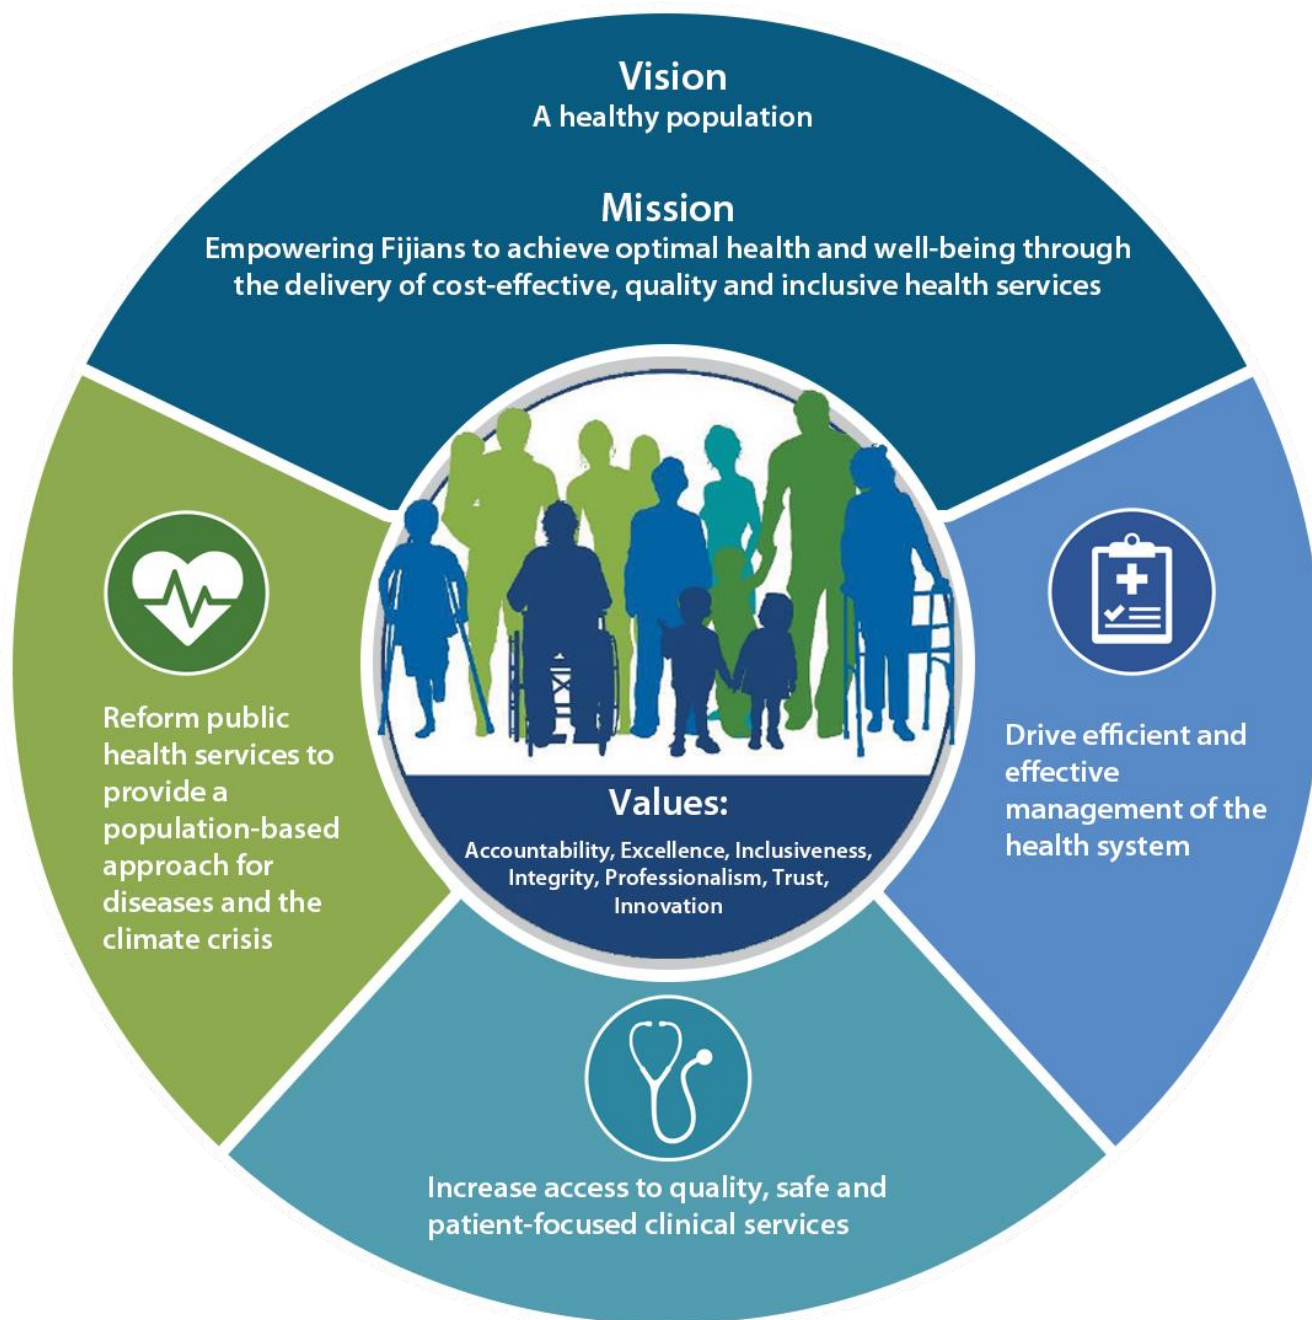 Vision
A healthy population
Mission
Empowering Fijians to achieve optimal health and well-being through
the delivery of cost-effective, quality and inclusive health services
Reform public
health services to
provide a
population-based
approach for
diseases and the
climate crisis
Values:
Accountability, Excellence, Inclusiveness,
Integrity, Professionalism, Trust,
Innovation
Drive efficient and
effective
management of the
health system
Increase access to quality, safe and
patient-focused clinical services